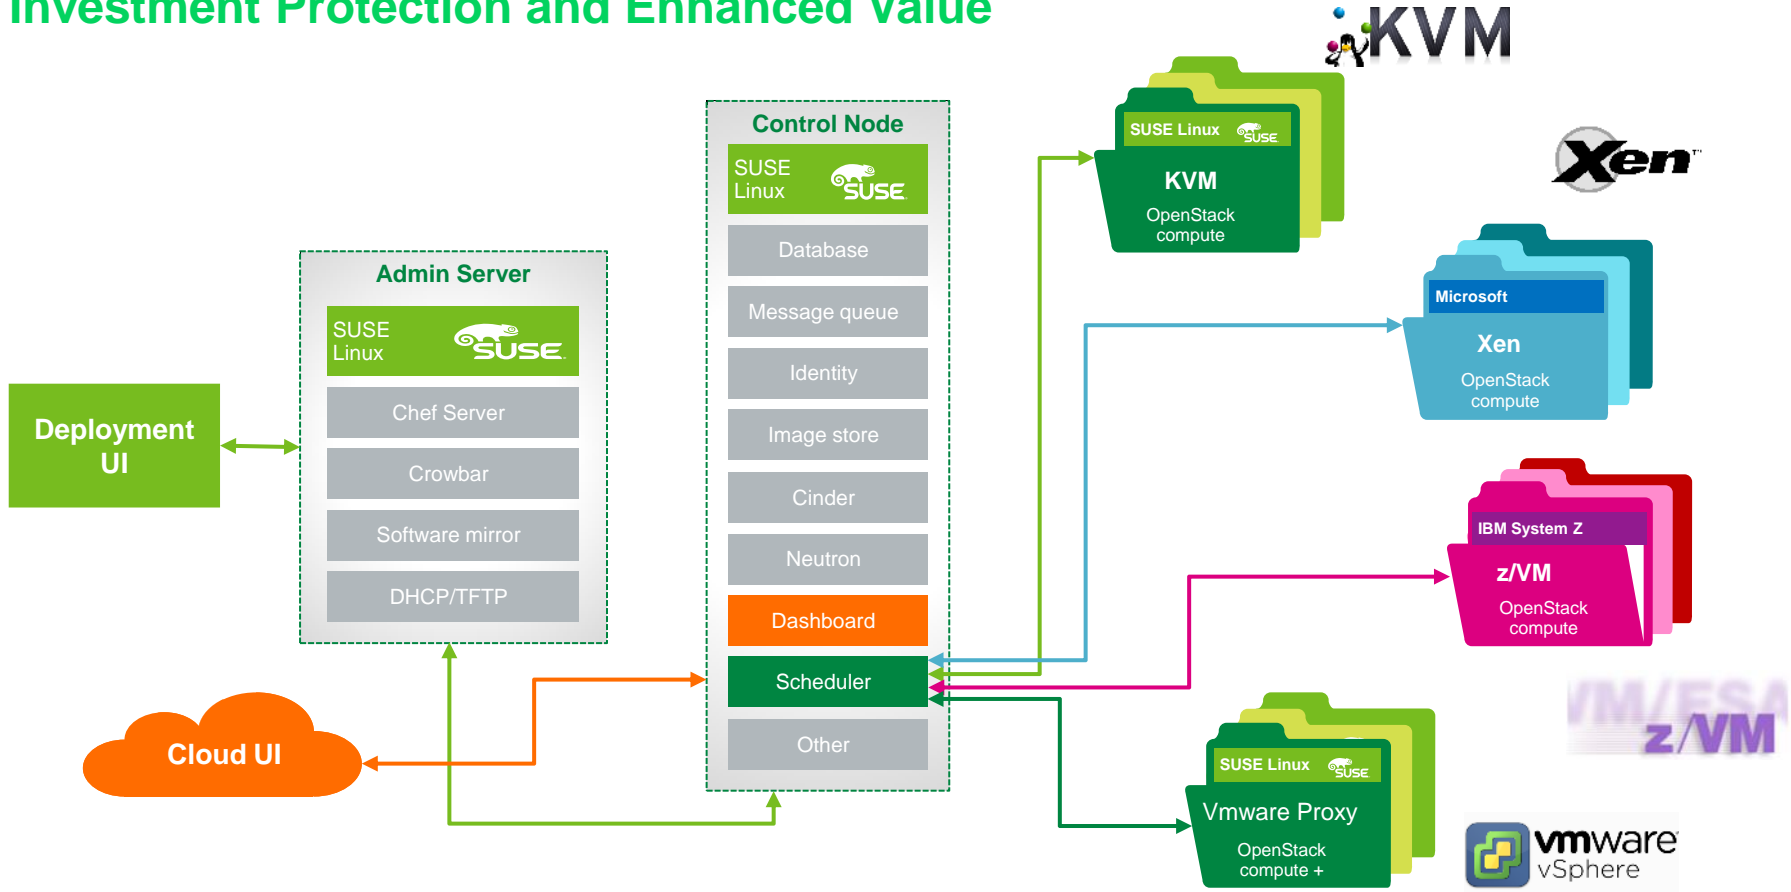 Investment Protection and Enhanced Value
KVM
Control Node
SUSE
Linux
SUSE
Database
Message queue
Identity
Image store
Cinder
Neutron
Dashboard
Scheduler
Other
Admin Server
SUSE
Linux
SUSE
Chef Server
Crowbar
Software mirror
DHCP/TFTP
Deployment
UI
Cloud UI
SUSE Linux
SUSE
KVM
OpenStack
compute
Xen™
Microsoft
Xen
OpenStack
compute
IBM System Z
z/VM
OpenStack
compute
VM/ESA
z/VM
SUSE Linux
SUSE
Vmware Proxy
OpenStack
compute +
vmware
vSphere